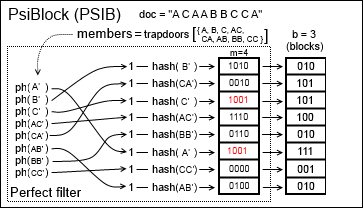 PsiBlock (PSIB) doc = "A C A A B B C C A"
members = trapdoors [{A, B, C, AC, CA, AB, BB, CC}]
b = 3 (blocks)
m=4
ph(A') 1 hash( B' ) 1010 010
ph(B') 1 hash(CA') 0010 101
ph(C') 1 hash( C' ) 1001 101
ph(AC') 1 hash(AC') 1110 100
ph(CA') 1 hash(BB') 0110 010
ph(AB') 1 hash( A' ) 1001 111
ph(BB') 1 hash(CC') 0000 001
ph(CC') 1 hash(AB') 0100 010
Perfect filter